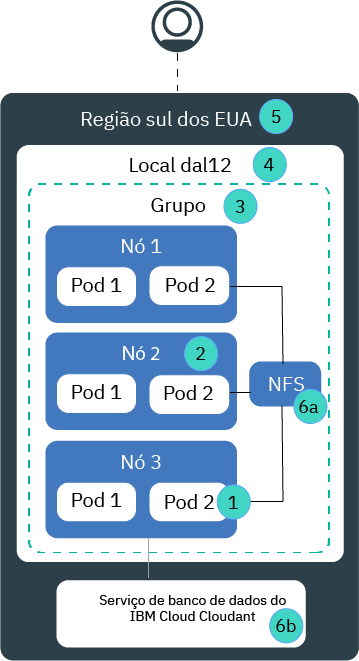 Região sul dos EUA 5
Local dal12 4
Grupo 3
Nó 1
Pod 1 Pod 2
Nó 2 2
Pod 1 Pod 2
NFS
6a
Nó 3
Pod 1 Pod 2 1
Serviço de banco de dados do
IBM Cloud Cloudant
6b